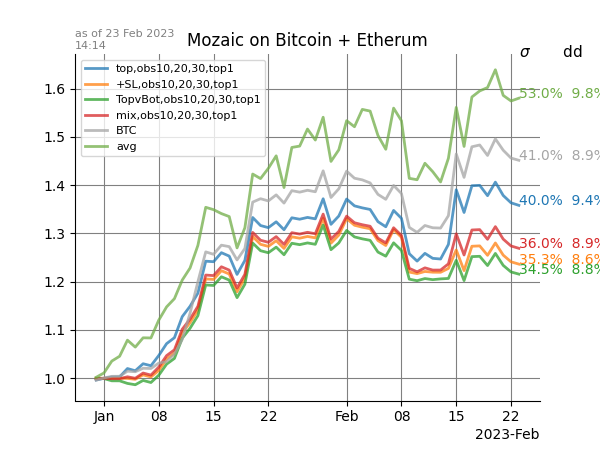 as of 23 Feb 2023
14:14
Mozaic on Bitcoin + Etherum
σ dd
top,obs10,20,30,top1
+SL,obs10,20,30,top1
TopvBot,obs10,20,30,top1
mix,obs10,20,30,top1
BTC
avg
1.6
1.5
1.4
1.3
1.2
1.1
1.0
53.0% 9.8%
41.0% 8.9%
40.0% 9.4%
36.0% 8.9%
35.3% 8.6%
34.5% 8.8%
Jan 08 15 22 Feb 08 15 22
2023-Feb